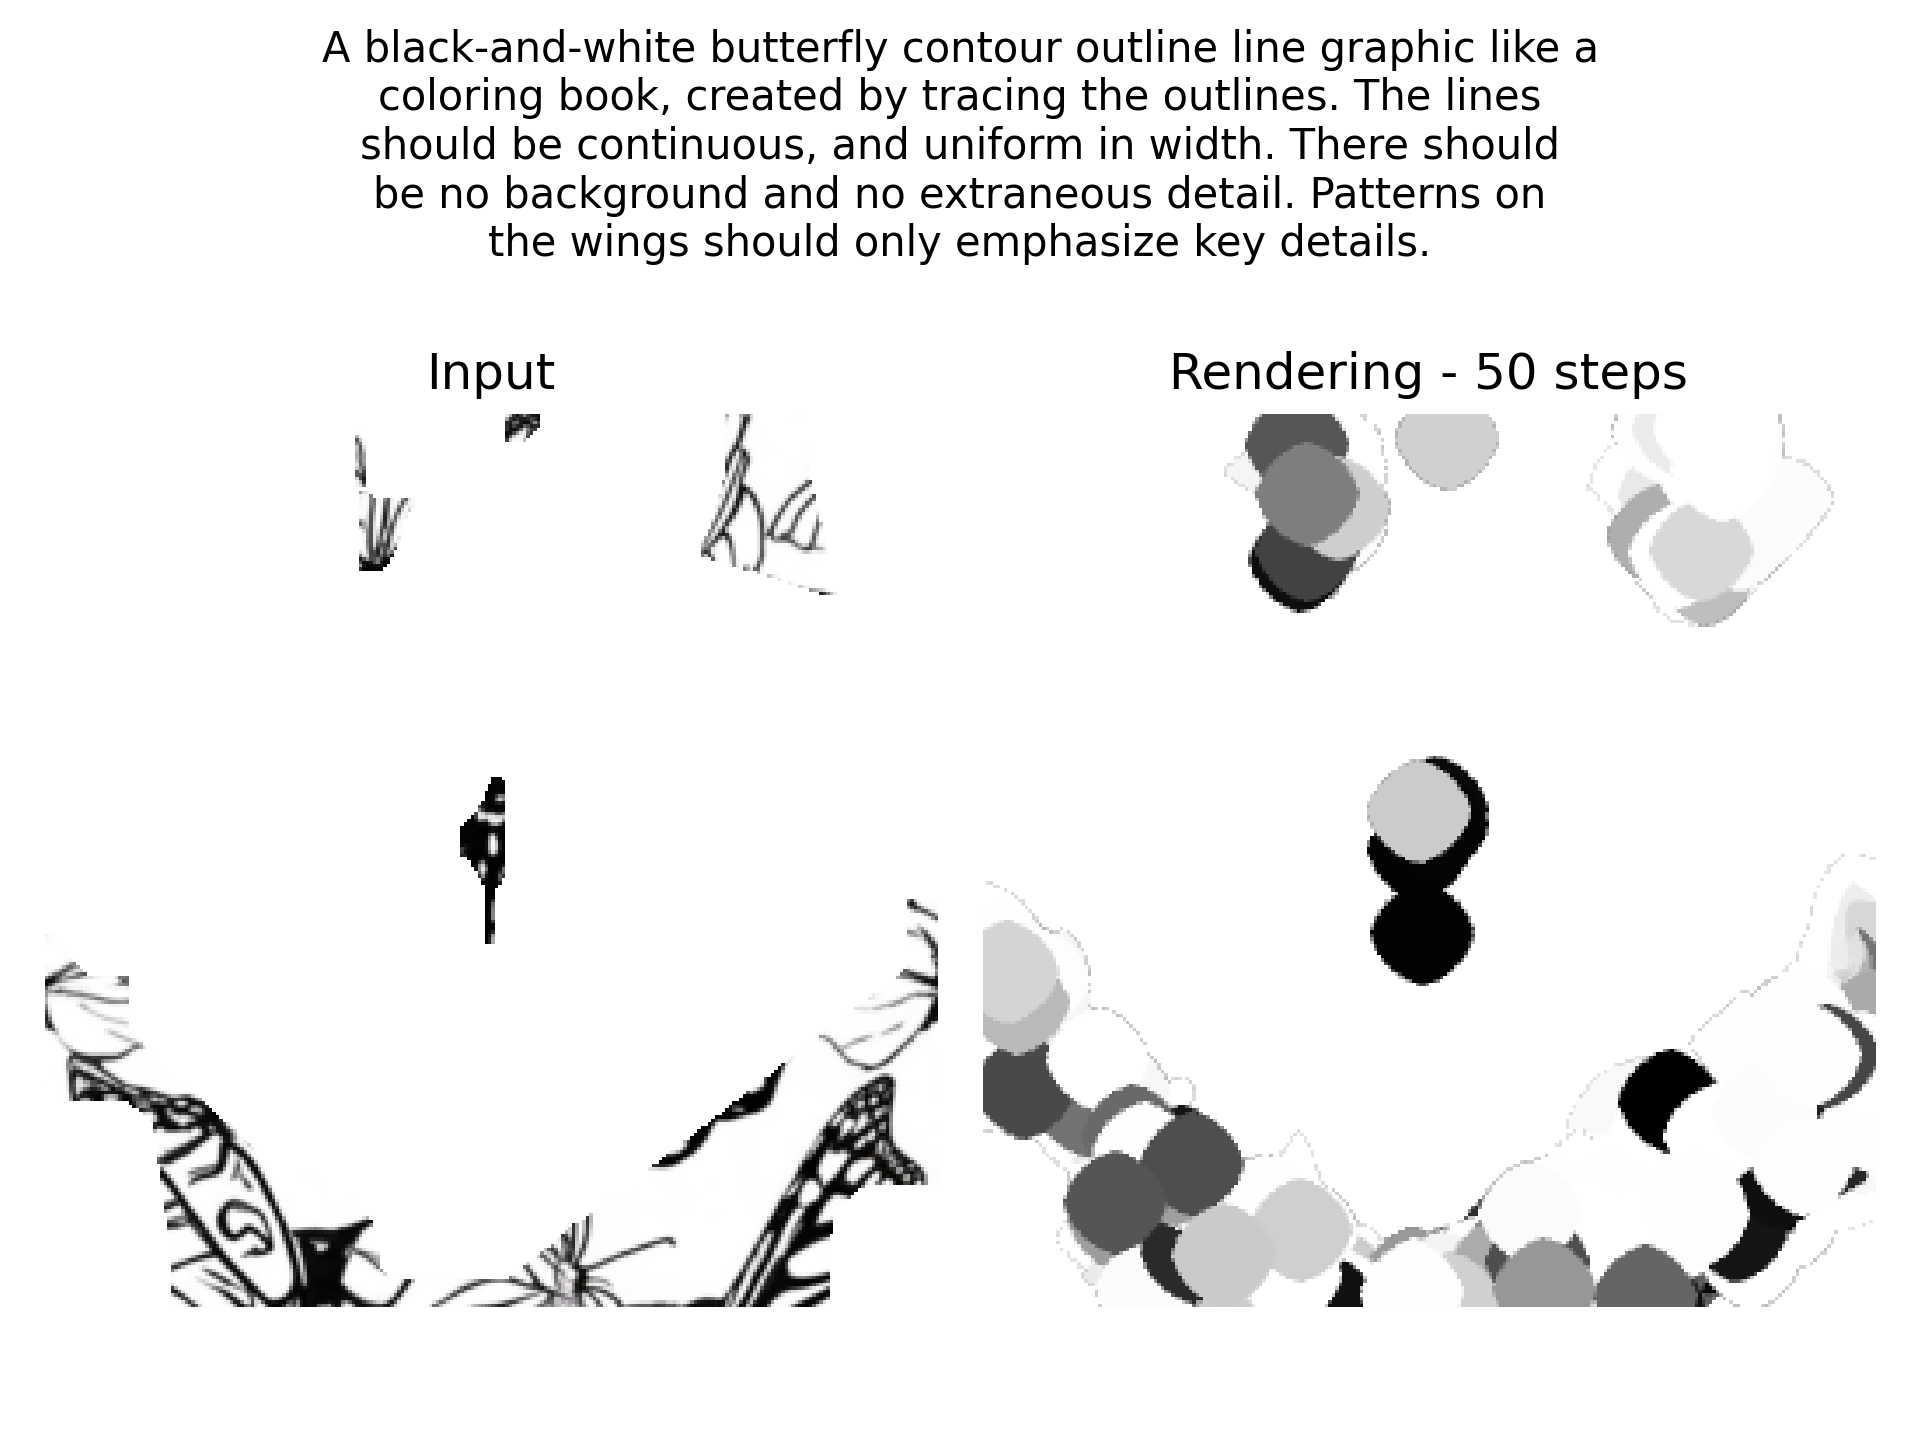 A black-and-white butterfly contour outline line graphic like a
coloring book, created by tracing the outlines. The lines
should be continuous, and uniform in width. There should
be no background and no extraneous detail. Patterns on
the wings should only emphasize key details.
Input
Rendering - 50 steps